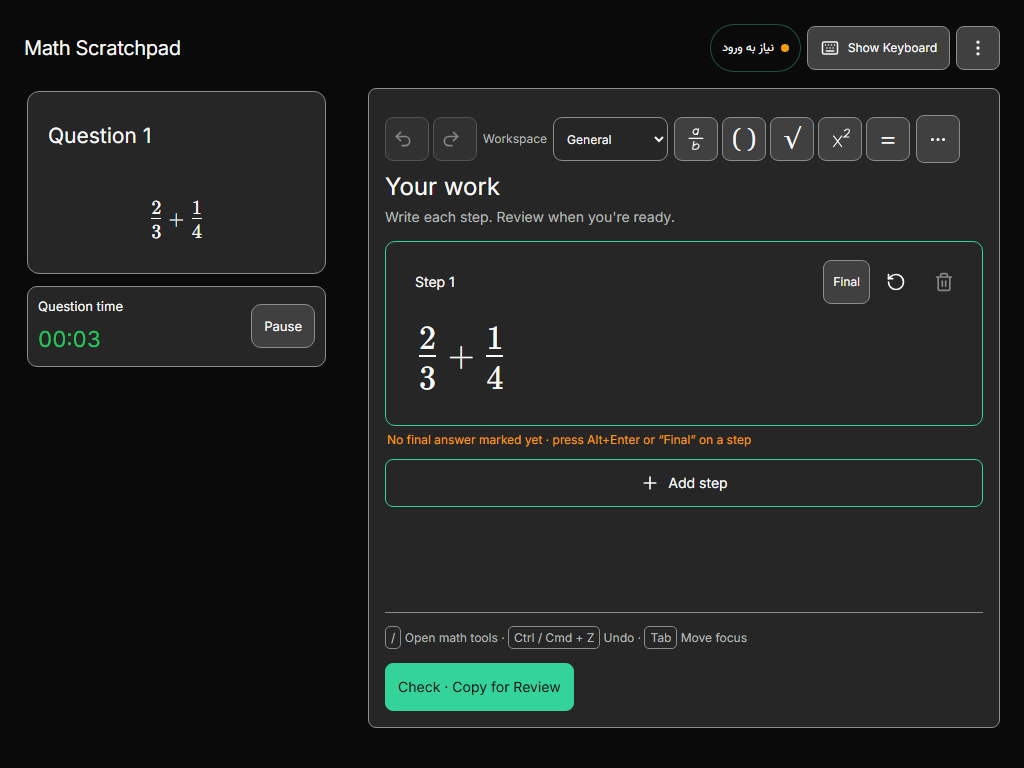 Math Scratchpad
نیاز به ورود
Show Keyboard
Question 1
2/3 + 1/4
Question time
00:03
Pause
Workspace
General
a/b
( )
√
x²
=
...
Your work
Write each step. Review when you're ready.
Step 1
Final
2/3 + 1/4
No final answer marked yet · press Alt+Enter or “Final” on a step
+ Add step
/ Open math tools · Ctrl / Cmd + Z Undo · Tab Move focus
Check · Copy for Review